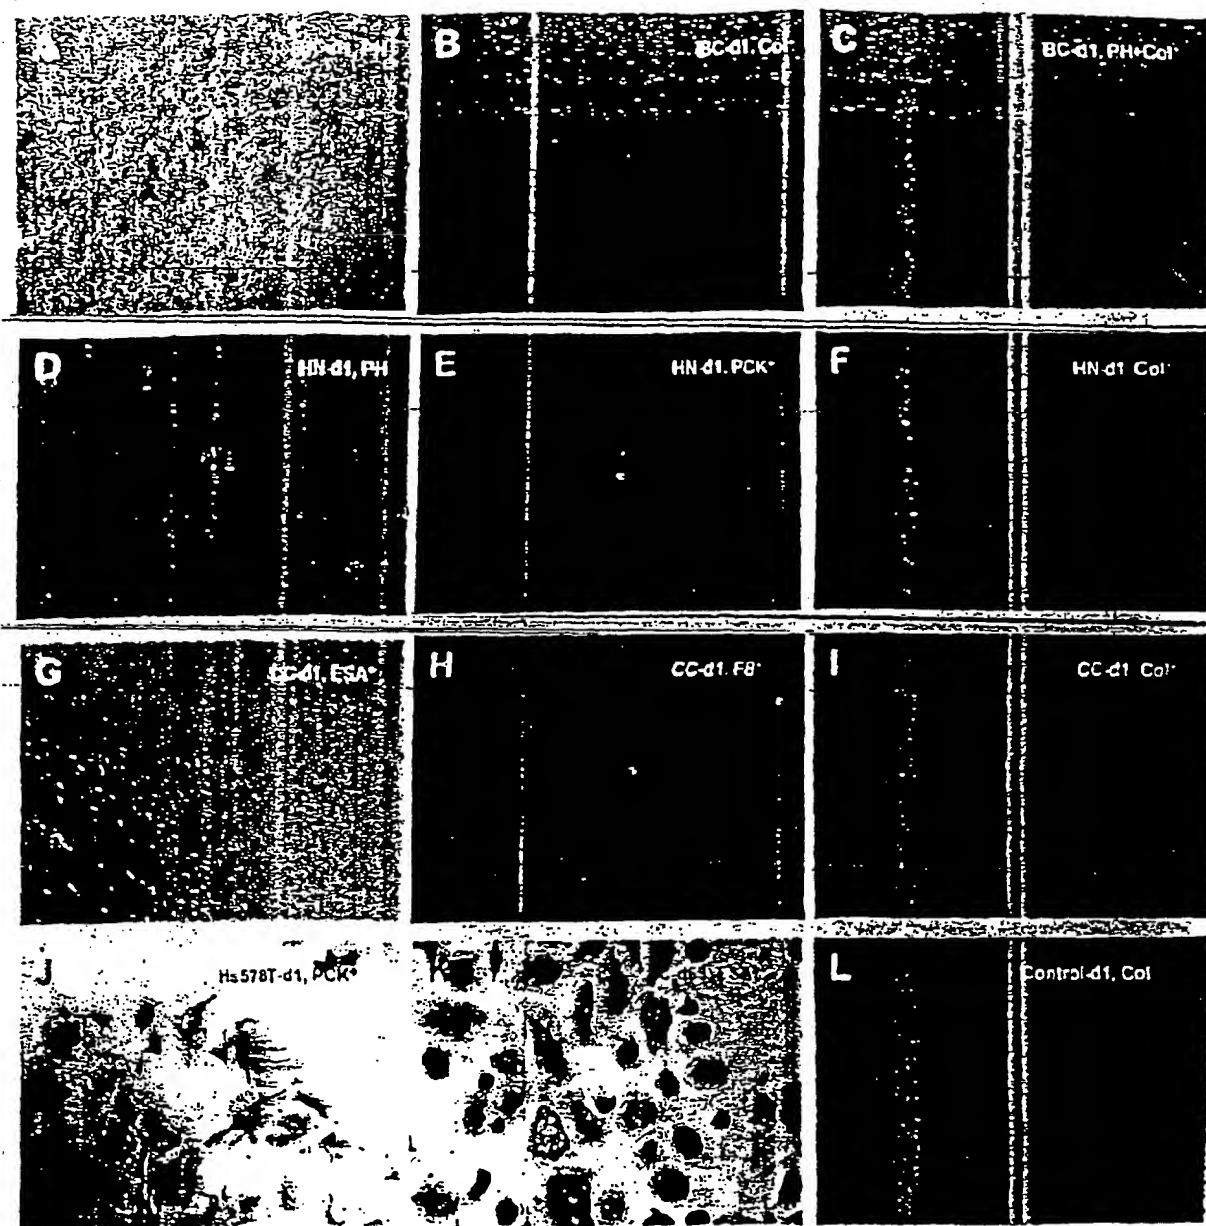 A
B
BC-d1, Col
C
BC-d1, PH+Col⁺
D
HN-d1, PH
E
HN-d1. PCK⁺
F
HN-d1 Col⁺
G
CC-d1, ESA⁺
H
CC-d1. F8⁺
I
CC-d1 Col⁺
J
Hs578T-d1, PCK⁺
K
L
Control-d1, Col